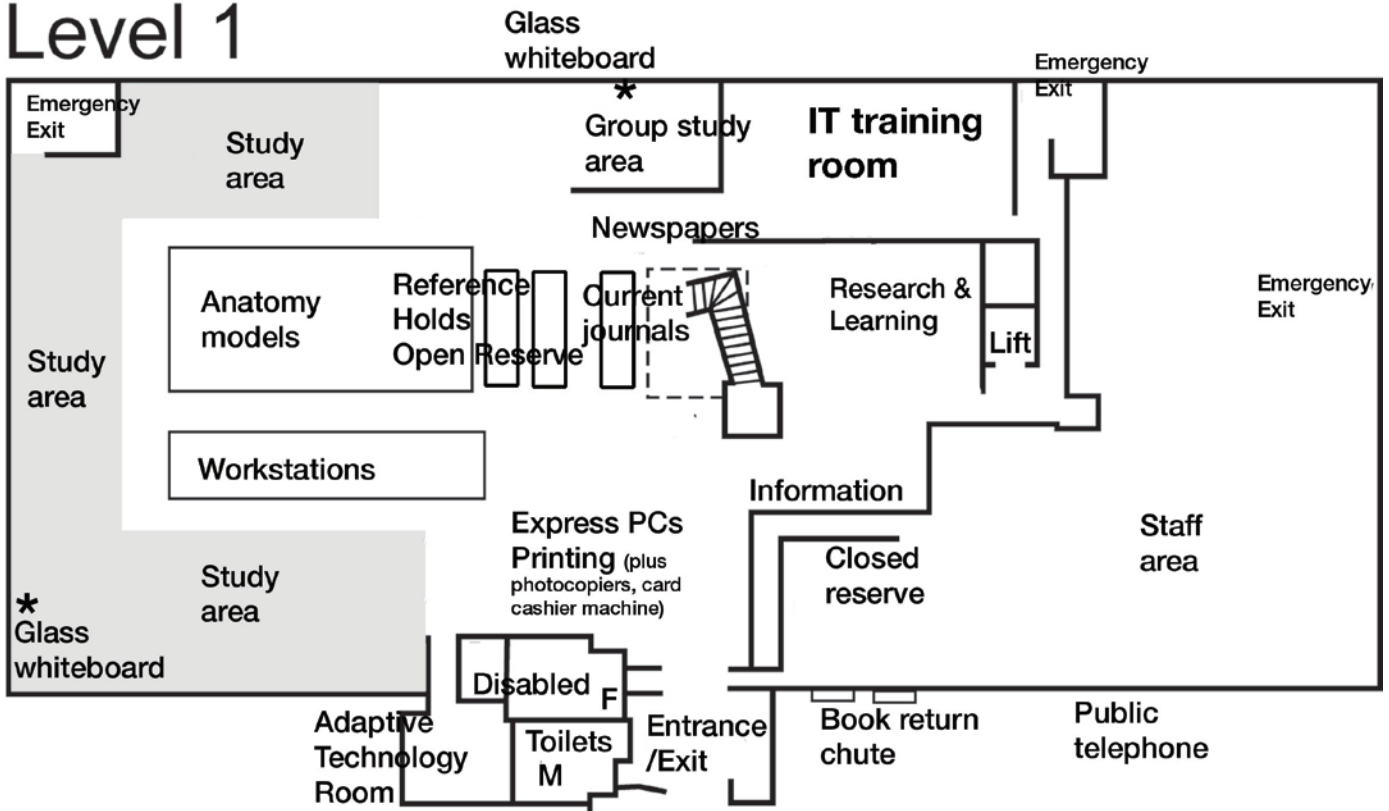 Level 1
Glass
whiteboard
*
Emergency
Exit
Emergency
Exit
Study
area
Group study
area
IT training
room
Newspapers
Anatomy
models
Reference
Holds
Open Reserve
Current
journals
Research &
Learning
Lift
Emergency
Exit
Study
area
Workstations
Information
Express PCs
Printing (plus
photocopiers, card
cashier machine)
Closed
reserve
Staff
area
Study
area
*
Glass
whiteboard
Disabled
F
Adaptive
Technology
Room
Toilets
M
Entrance
/Exit
Book return
chute
Public
telephone